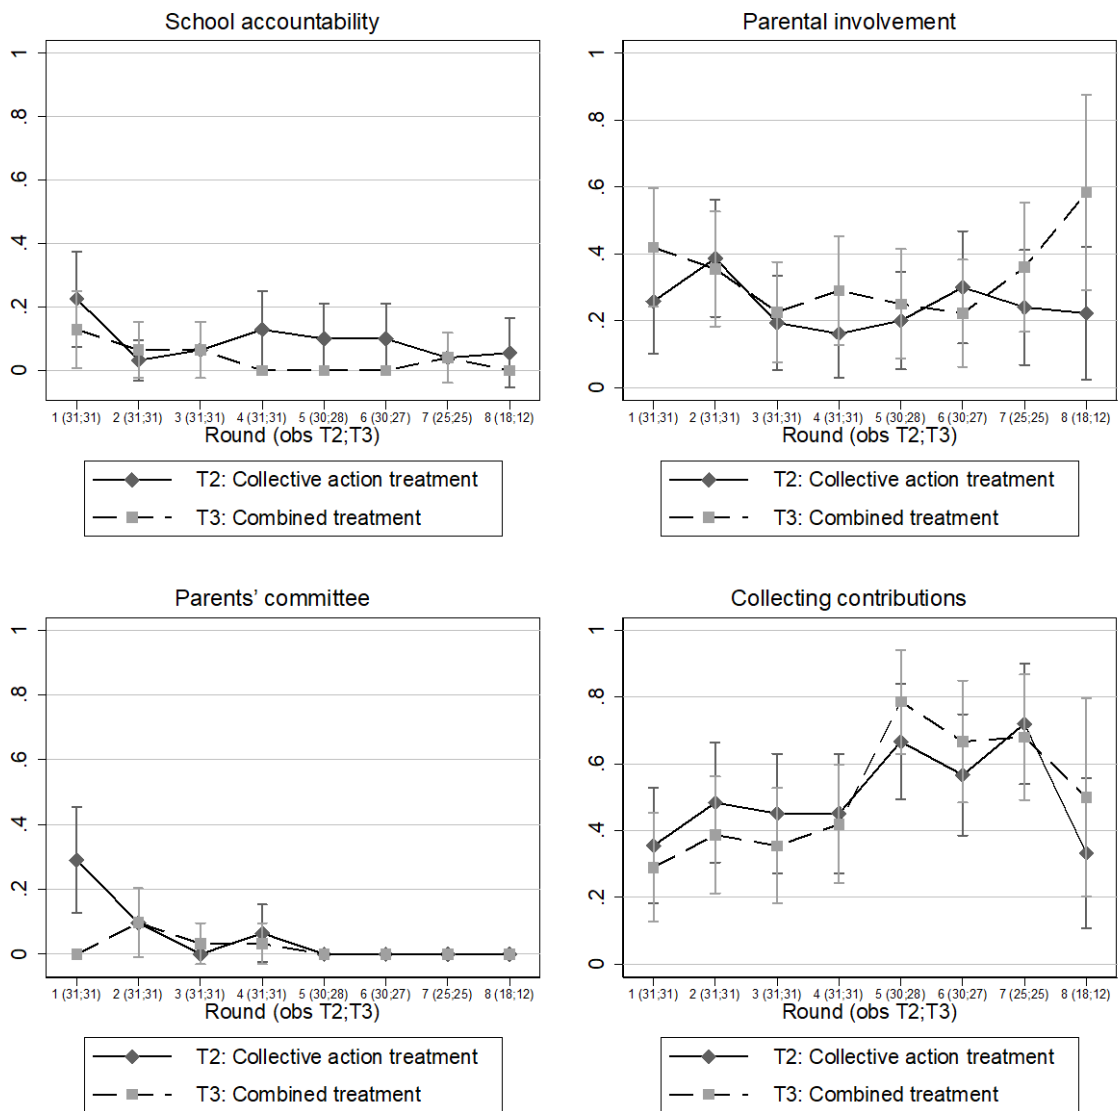 School accountability
1
.8
.6
.4
.2
0
1 (31;31) 2 (31;31) 3 (31;31) 4 (31;31) 5 (30;28) 6 (30;27) 7 (25;25) 8 (18;12)
Round (obs T2;T3)
T2: Collective action treatment
T3: Combined treatment
Parental involvement
1
.8
.6
.4
.2
0
1 (31;31) 2 (31;31) 3 (31;31) 4 (31;31) 5 (30;28) 6 (30;27) 7 (25;25) 8 (18;12)
Round (obs T2;T3)
T2: Collective action treatment
T3: Combined treatment
Parents’ committee
1
.8
.6
.4
.2
0
1 (31;31) 2 (31;31) 3 (31;31) 4 (31;31) 5 (30;28) 6 (30;27) 7 (25;25) 8 (18;12)
Round (obs T2;T3)
T2: Collective action treatment
T3: Combined treatment
Collecting contributions
1
.8
.6
.4
.2
0
1 (31;31) 2 (31;31) 3 (31;31) 4 (31;31) 5 (30;28) 6 (30;27) 7 (25;25) 8 (18;12)
Round (obs T2;T3)
T2: Collective action treatment
T3: Combined treatment